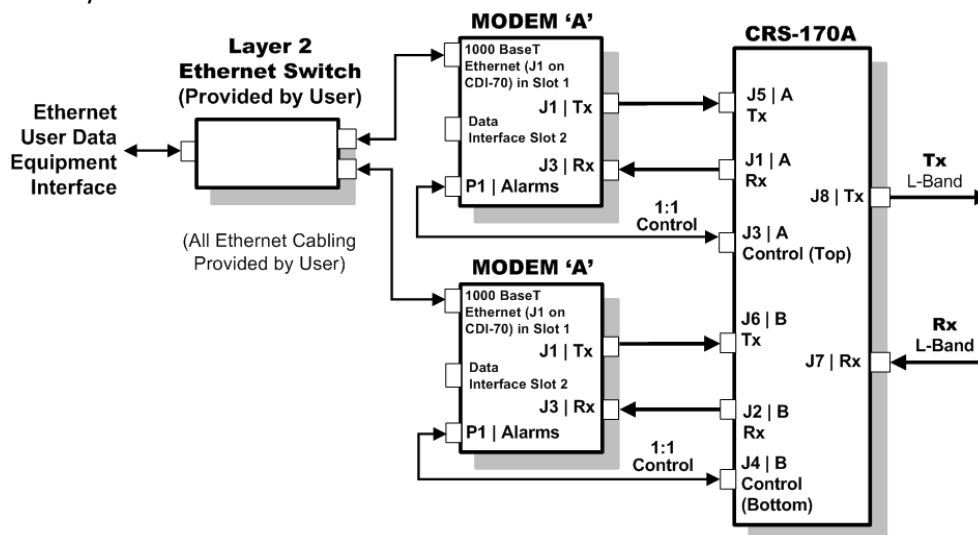 MODEM ‘A’
CRS-170A
Layer 2
Ethernet Switch
(Provided by User)
Ethernet
User Data
Equipment
Interface
(All Ethernet Cabling
Provided by User)
1000 BaseT
Ethernet (J1 on
CDI-70) in Slot 1
J1 | Tx
Data
Interface Slot 2
J3 | Rx
P1 | Alarms
1:1
Control
MODEM ‘A’
1000 BaseT
Ethernet (J1 on
CDI-70) in Slot 1
J1 | Tx
Data
Interface Slot 2
J3 | Rx
P1 | Alarms
1:1
Control
J5 | A
Tx
J1 | A
Rx
J3 | A
Control (Top)
J6 | B
Tx
J2 | B
Rx
J4 | B
Control
(Bottom)
J8 | Tx
J7 | Rx
Tx
L-Band
Rx
L-Band